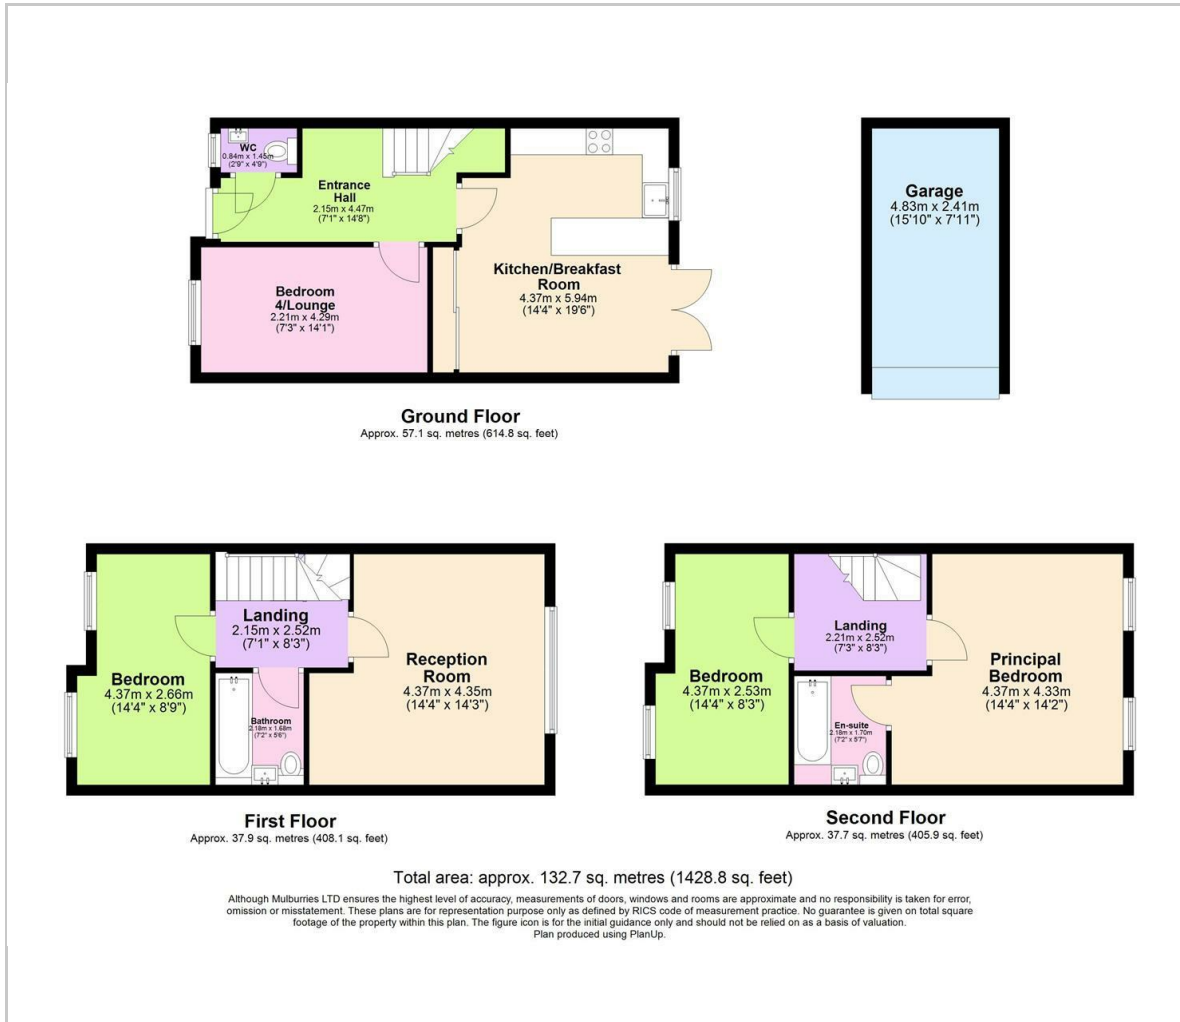 WC
0.84m x 1.45m
(2'9" x 4'9")
Entrance
Hall
2.15m x 4.47m
(7'1" x 14'8")
Bedroom
4/Lounge
2.21m x 4.29m
(7'3" x 14'1")
Kitchen/Breakfast
Room
4.37m x 5.94m
(14'4" x 19'6")
Garage
4.83m x 2.41m
(15'10" x 7'11")
Ground Floor
Approx. 57.1 sq. metres (614.8 sq. feet)
Bedroom
4.37m x 2.66m
(14'4" x 8'9")
Landing
2.15m x 2.52m
(7'1" x 8'3")
Bathroom
2.18m x 1.68m
(7'2" x 5'6")
Reception
Room
4.37m x 4.35m
(14'4" x 14'3")
First Floor
Approx. 37.9 sq. metres (408.1 sq. feet)
Bedroom
4.37m x 2.53m
(14'4" x 8'3")
Landing
2.21m x 2.52m
(7'3" x 8'3")
En-suite
2.18m x 1.70m
(7'2" x 5'7")
Principal
Bedroom
4.37m x 4.33m
(14'4" x 14'2")
Second Floor
Approx. 37.7 sq. metres (405.9 sq. feet)
Total area: approx. 132.7 sq. metres (1428.8 sq. feet)
Although Mulburries LTD ensures the highest level of accuracy, measurements of doors, windows and rooms are approximate and no responsibility is taken for error,
omission or misstatement. These plans are for representation purpose only as defined by RICS code of measurement practice. No guarantee is given on total square
footage of the property within this plan. The figure icon is for the initial guidance only and should not be relied on as a basis of valuation.
Plan produced using PlanUp.